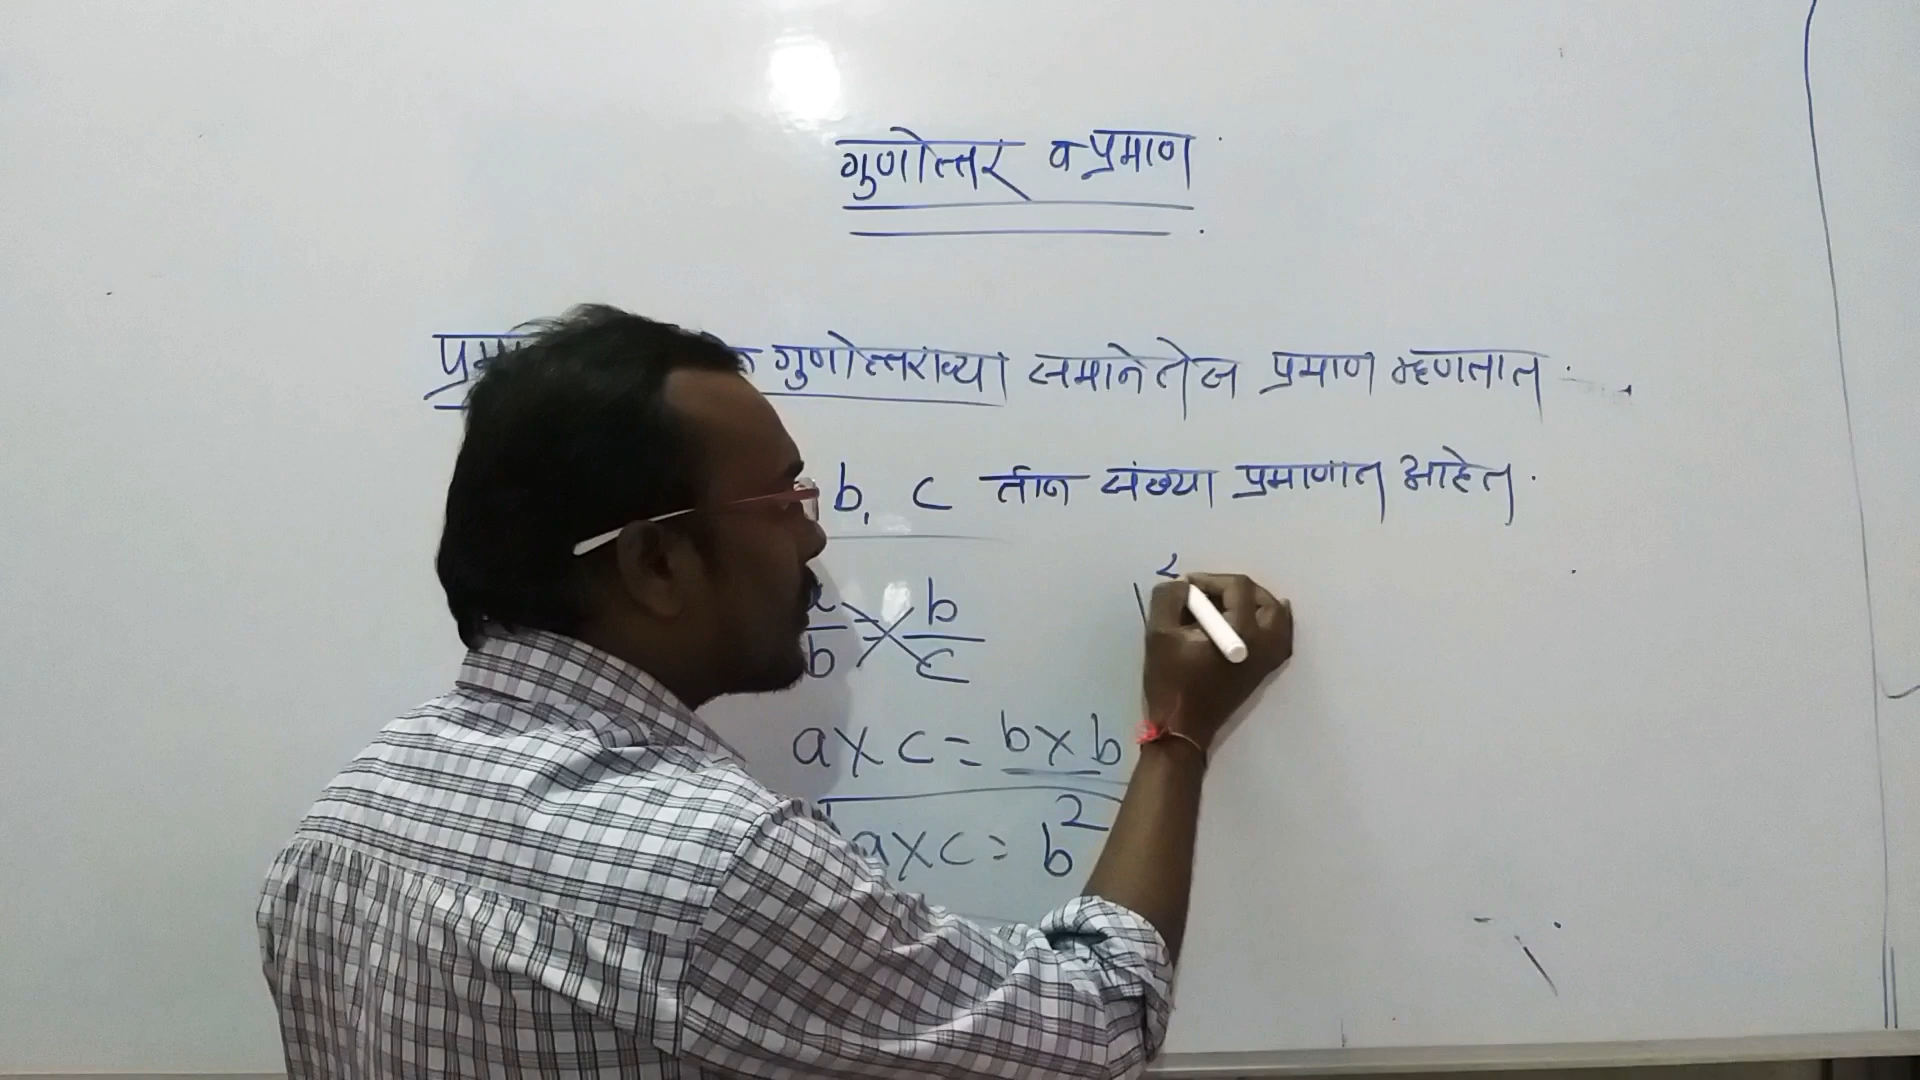 गुणोत्तर व प्रमाण
गुणोत्तराच्या समानतेला प्रमाण म्हणतात.
b, c तीन संख्या प्रमाणात आहेत.
a/b = b/c
a×c = b×b
a×c = b²